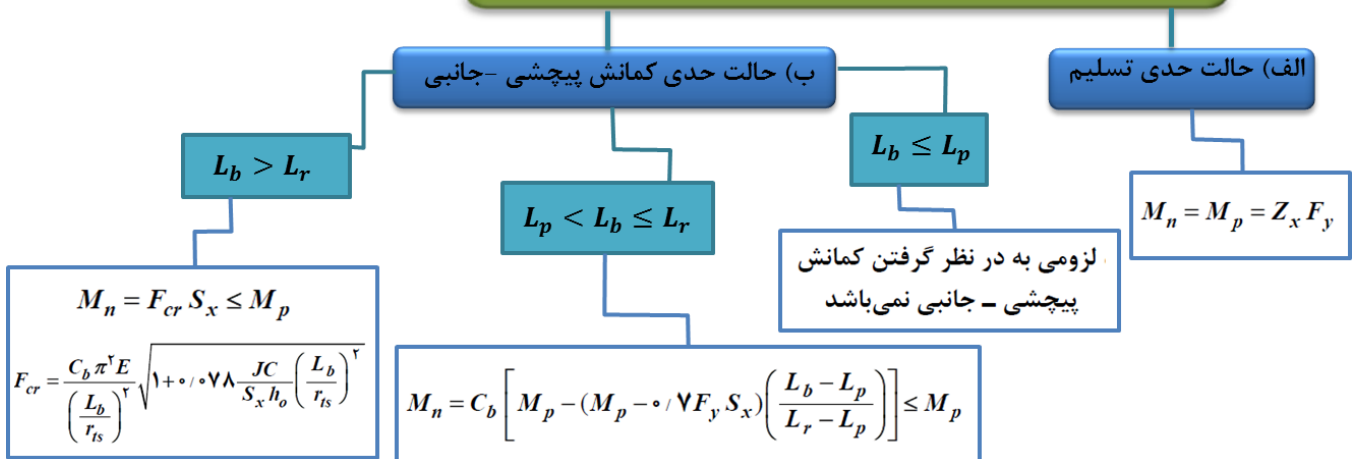 الف) حالت حدی تسلیم
ب) حالت حدی کمانش پیچشی -جانبی
L_b ≤ L_p
L_p < L_b ≤ L_r
L_b > L_r
M_n = M_p = Z_x F_y
لزومی به در نظر گرفتن کمانش
پیچشی ـ جانبی نمی‌باشد
M_n = C_b [ M_p − (M_p − ۰/۷F_y S_x) ( (L_b − L_p) / (L_r − L_p) ) ] ≤ M_p
M_n = F_cr S_x ≤ M_p
F_cr = (C_b π^۲ E) / (L_b / r_ts)^۲ √(۱+۰/۰۷۸ (JC / S_x h_o) (L_b / r_ts)^۲)